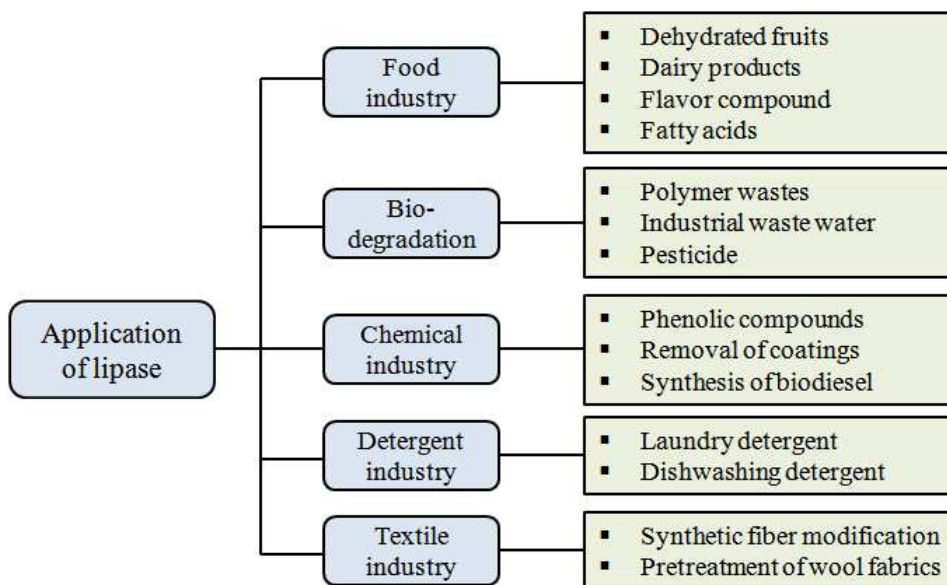 Application
of lipase
Food
industry
▪ Dehydrated fruits
▪ Dairy products
▪ Flavor compound
▪ Fatty acids
Bio-
degradation
▪ Polymer wastes
▪ Industrial waste water
▪ Pesticide
Chemical
industry
▪ Phenolic compounds
▪ Removal of coatings
▪ Synthesis of biodiesel
Detergent
industry
▪ Laundry detergent
▪ Dishwashing detergent
Textile
industry
▪ Synthetic fiber modification
▪ Pretreatment of wool fabrics